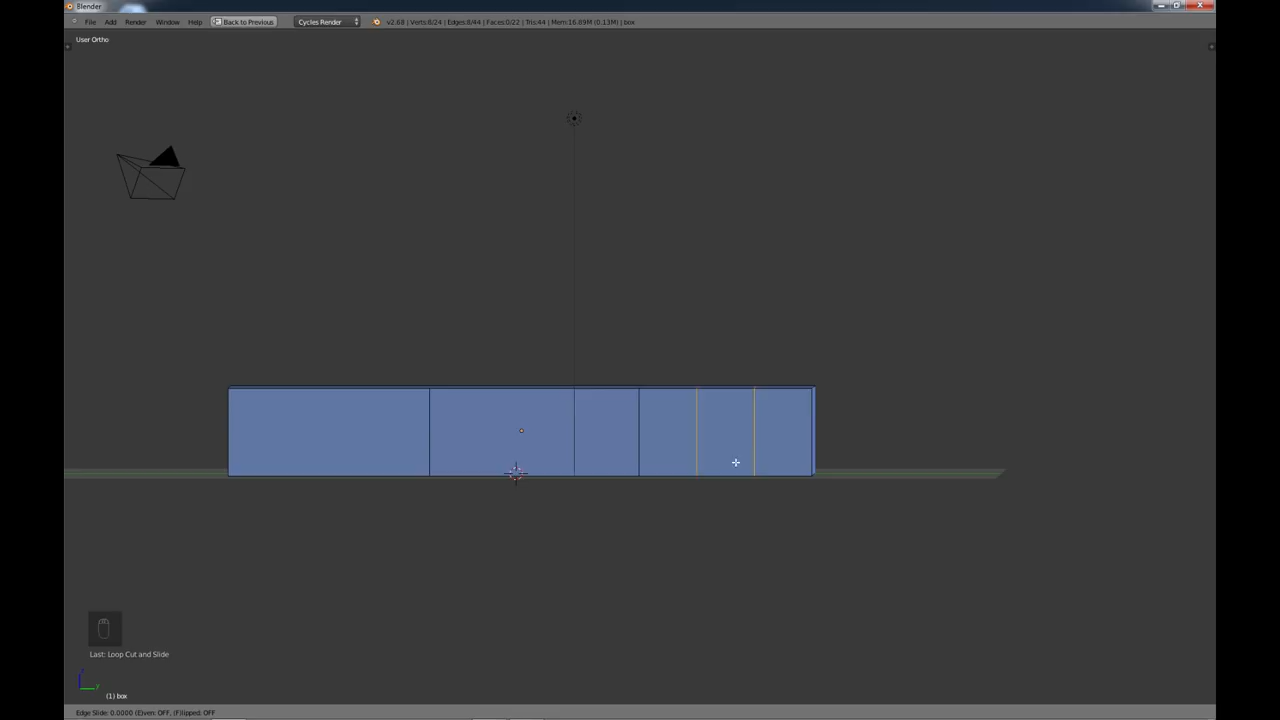 Blender
File Add Render Window Help Back to Previous Cycles Render v2.68 | Verts:8/24 | Edges:8/44 | Faces:0/22 | Tris:44 | Mem:16.89M (0.13M) | box
User Ortho
Last: Loop Cut and Slide
z
y
(1) box
Edge Slide: 0.0000 (E)ven: OFF, (F)lipped: OFF